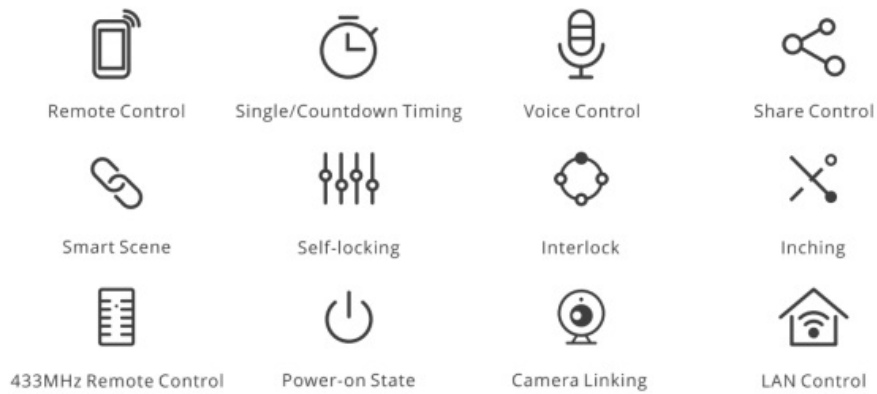 Remote Control
Single/Countdown Timing
Voice Control
Share Control
Smart Scene
Self-locking
Interlock
Inching
433MHz Remote Control
Power-on State
Camera Linking
LAN Control